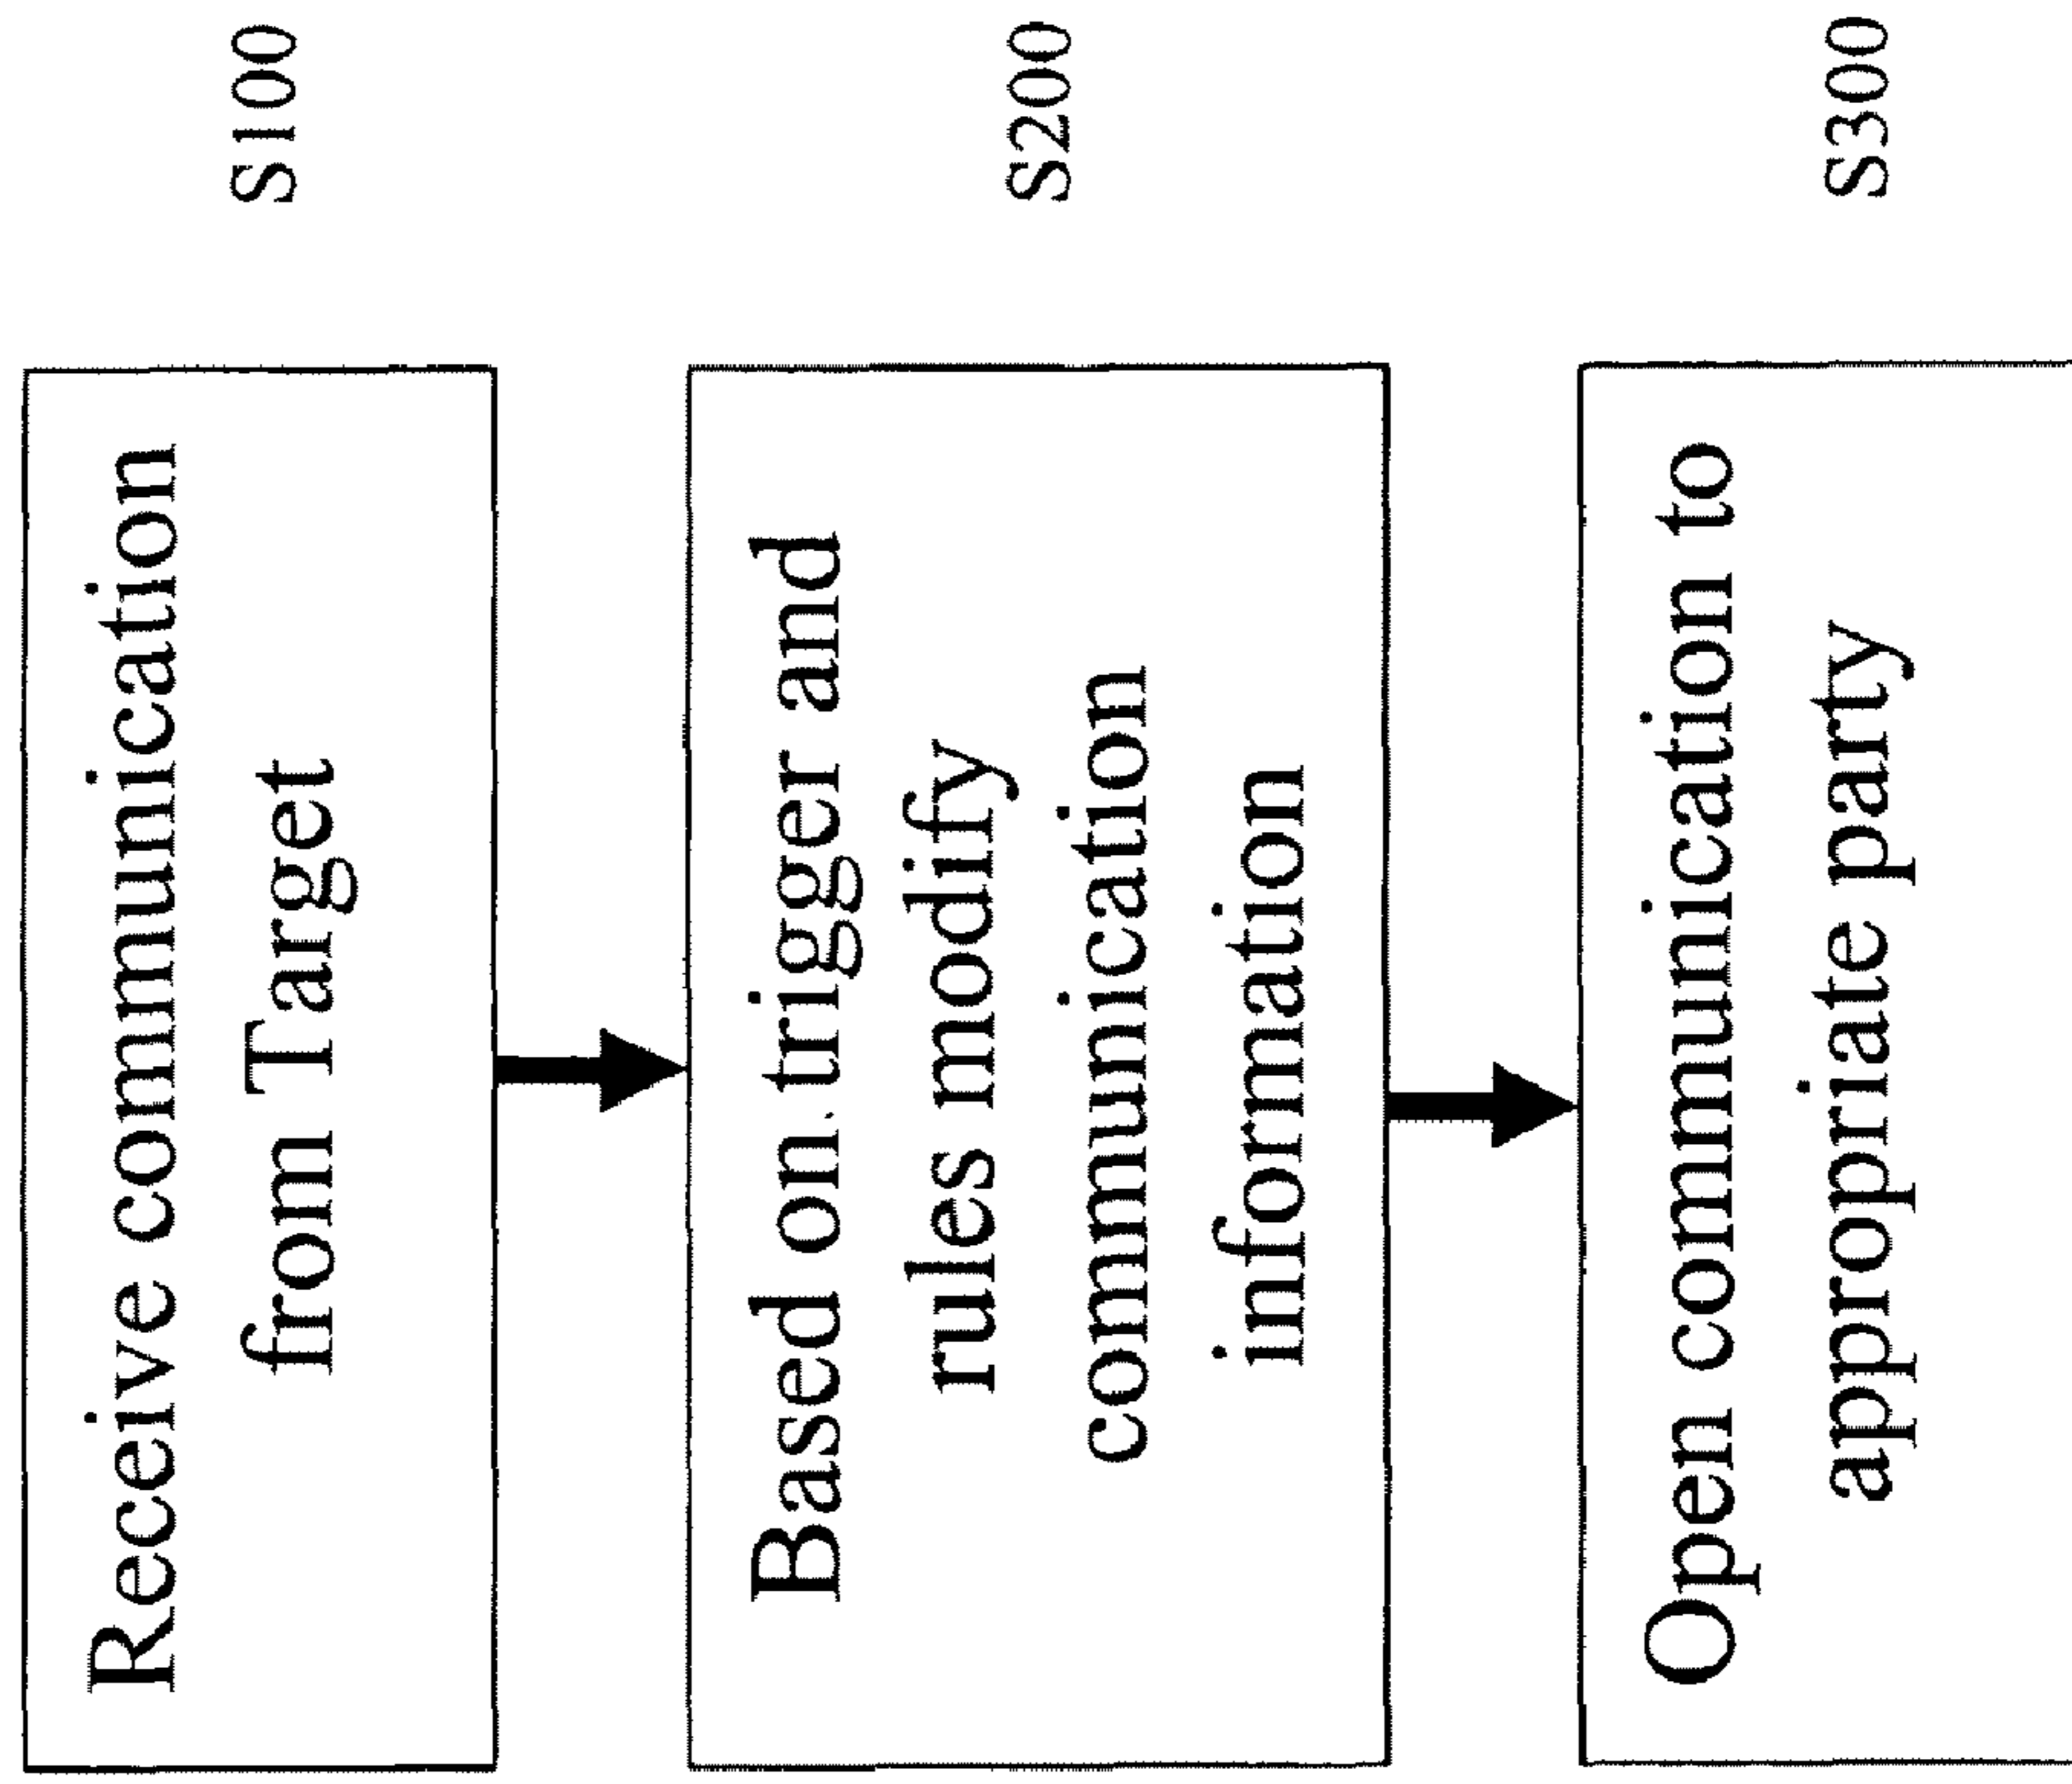 Receive communication
from Target
S100
Based on trigger and
rules modify
communication
information
S200
Open communication to
appropriate party
S300